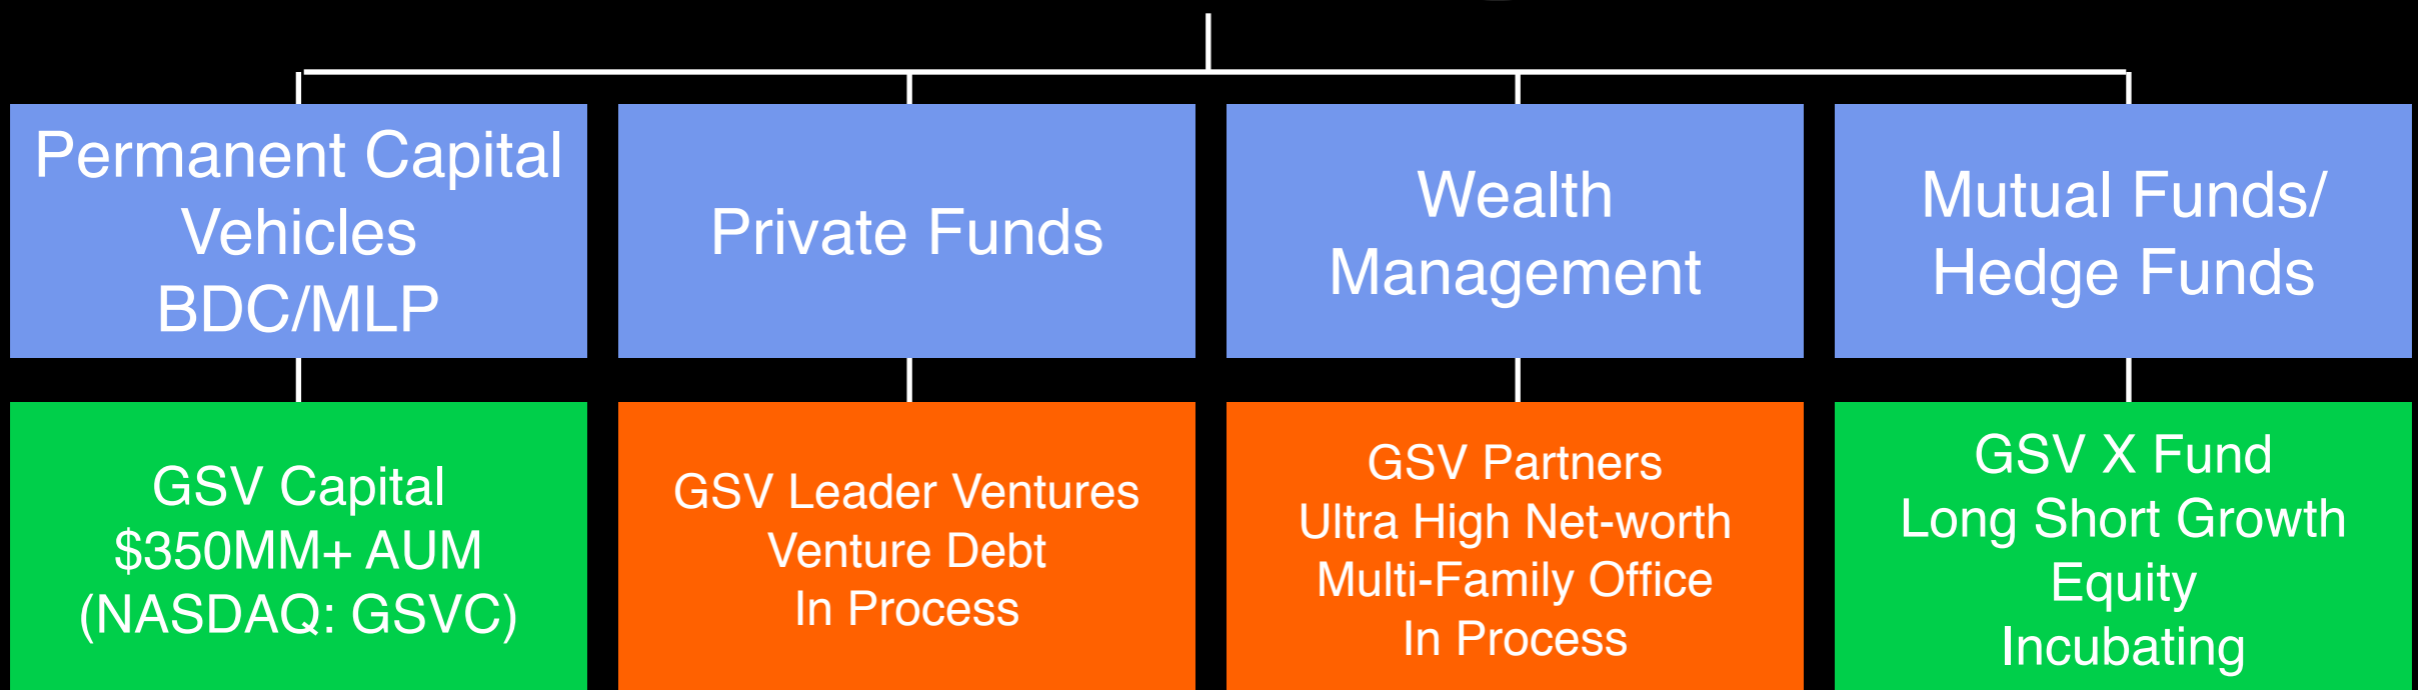 Permanent Capital
Vehicles
BDC/MLP
Private Funds
Wealth
Management
Mutual Funds/
Hedge Funds
GSV Capital
$350MM+ AUM
(NASDAQ: GSVC)
GSV Leader Ventures
Venture Debt
In Process
GSV Partners
Ultra High Net-worth
Multi-Family Office
In Process
GSV X Fund
Long Short Growth
Equity
Incubating